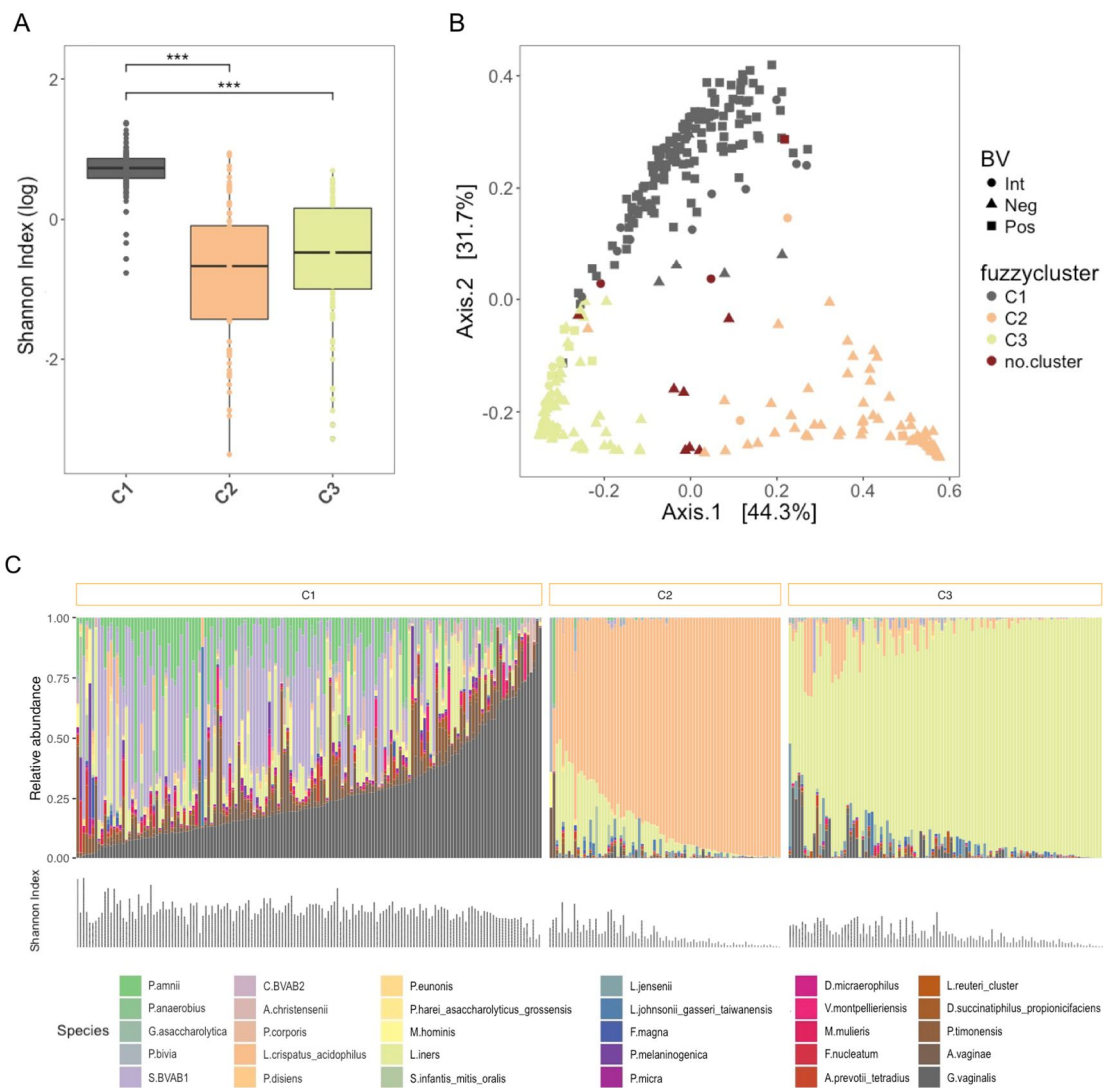 A
B
***
***
2
0
-2
Shannon Index (log)
C1
C2
C3
0.4
0.2
0.0
-0.2
Axis.2 [31.7%]
-0.2
0.0
0.2
0.4
0.6
Axis.1 [44.3%]
BV
Int
Neg
Pos
fuzzycluster
C1
C2
C3
no.cluster
C
C1
C2
C3
1.00
0.75
0.50
0.25
0.00
Relative abundance
Shannon Index
Species
P.amnii
P.anaerobius
G.asaccharolytica
P.bivia
S.BVAB1
C.BVAB2
A.christensenii
P.corporis
L.crispatus_acidophilus
P.disiens
P.eunonis
P.harei_asaccharolyticus_grossensis
M.hominis
L.iners
S.infantis_mitis_oralis
L.jensenii
L.johnsonii_gasseri_taiwanensis
F.magna
P.melaninogenica
P.micra
D.micraerophilus
V.montpellieriensis
M.mulieris
F.nucleatum
A.prevotii_tetradius
L.reuteri_cluster
D.succinatiphilus_propionicifaciens
P.timonensis
A.vaginae
G.vaginalis